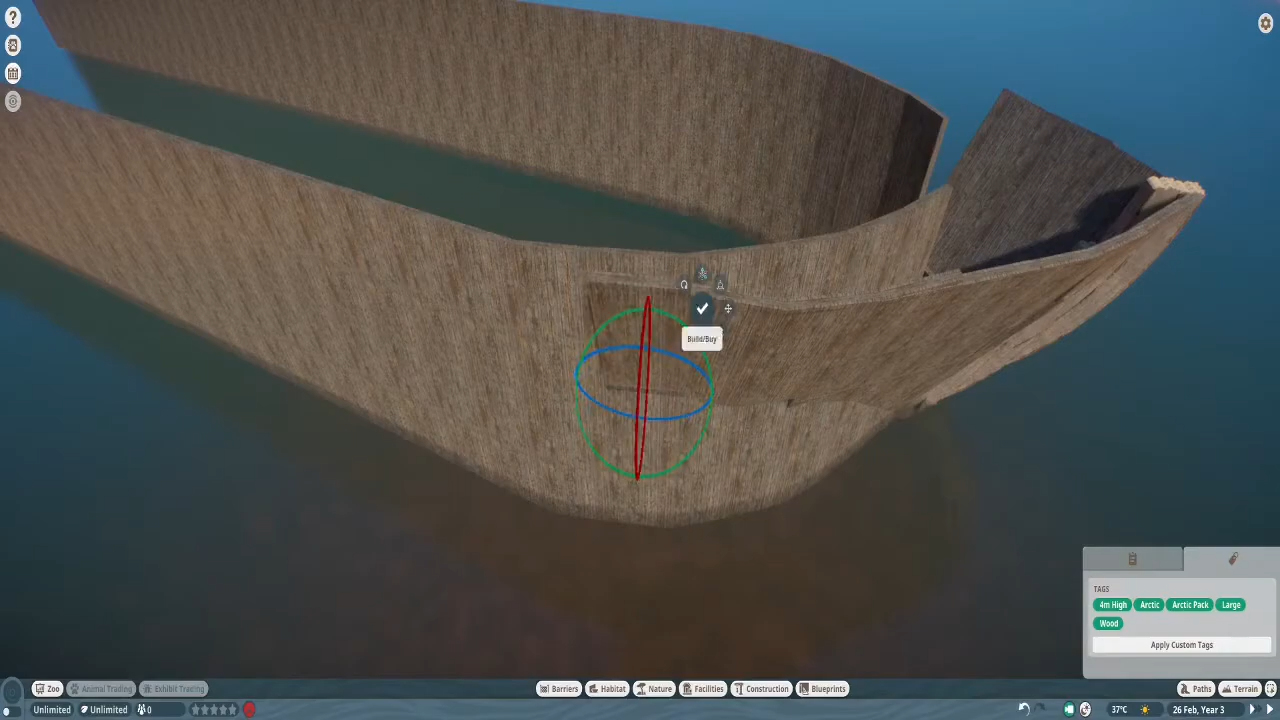 ?
Build/Buy
TAGS
4m High Arctic Arctic Pack Large
Wood
Apply Custom Tags
Zoo Animal Trading Exhibit Trading Barriers Habitat Nature Facilities Construction Blueprints Paths Terrain
Unlimited Unlimited 0 37°C 26 Feb, Year 3